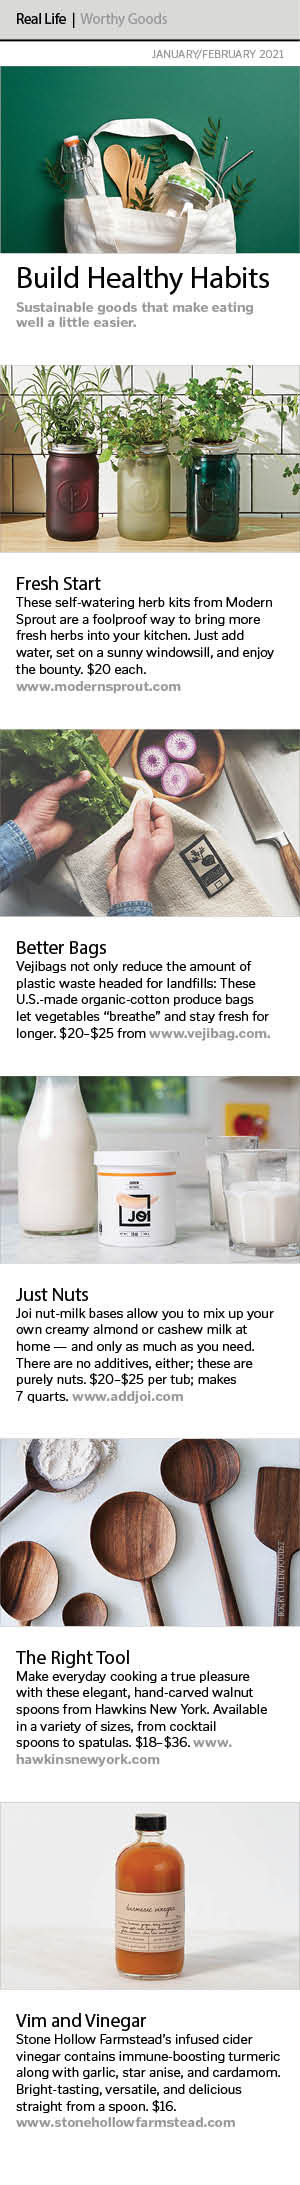 Real Life | Worthy Goods
JANUARY/FEBRUARY 2021
Build Healthy Habits
Sustainable goods that make eating
well a little easier.
Fresh Start
These self-watering herb kits from Modern
Sprout are a foolproof way to bring more
fresh herbs into your kitchen. Just add
water, set on a sunny windowsill, and enjoy
the bounty. $20 each.
www.modernsprout.com
Better Bags
Vejibags not only reduce the amount of
plastic waste headed for landfills: These
U.S.-made organic-cotton produce bags
let vegetables “breathe” and stay fresh for
longer. $20–$25 from www.vejibag.com.
JOI
Just Nuts
Joi nut-milk bases allow you to mix up your
own creamy almond or cashew milk at
home — and only as much as you need.
There are no additives, either; these are
purely nuts. $20–$25 per tub; makes
7 quarts. www.addjoi.com
The Right Tool
Make everyday cooking a true pleasure
with these elegant, hand-carved walnut
spoons from Hawkins New York. Available
in a variety of sizes, from cocktail
spoons to spatulas. $18–$36. www.
hawkinsnewyork.com
turmeric vinegar
Vim and Vinegar
Stone Hollow Farmstead’s infused cider
vinegar contains immune-boosting turmeric
along with garlic, star anise, and cardamom.
Bright-tasting, versatile, and delicious
straight from a spoon. $16.
www.stonehollowfarmstead.com